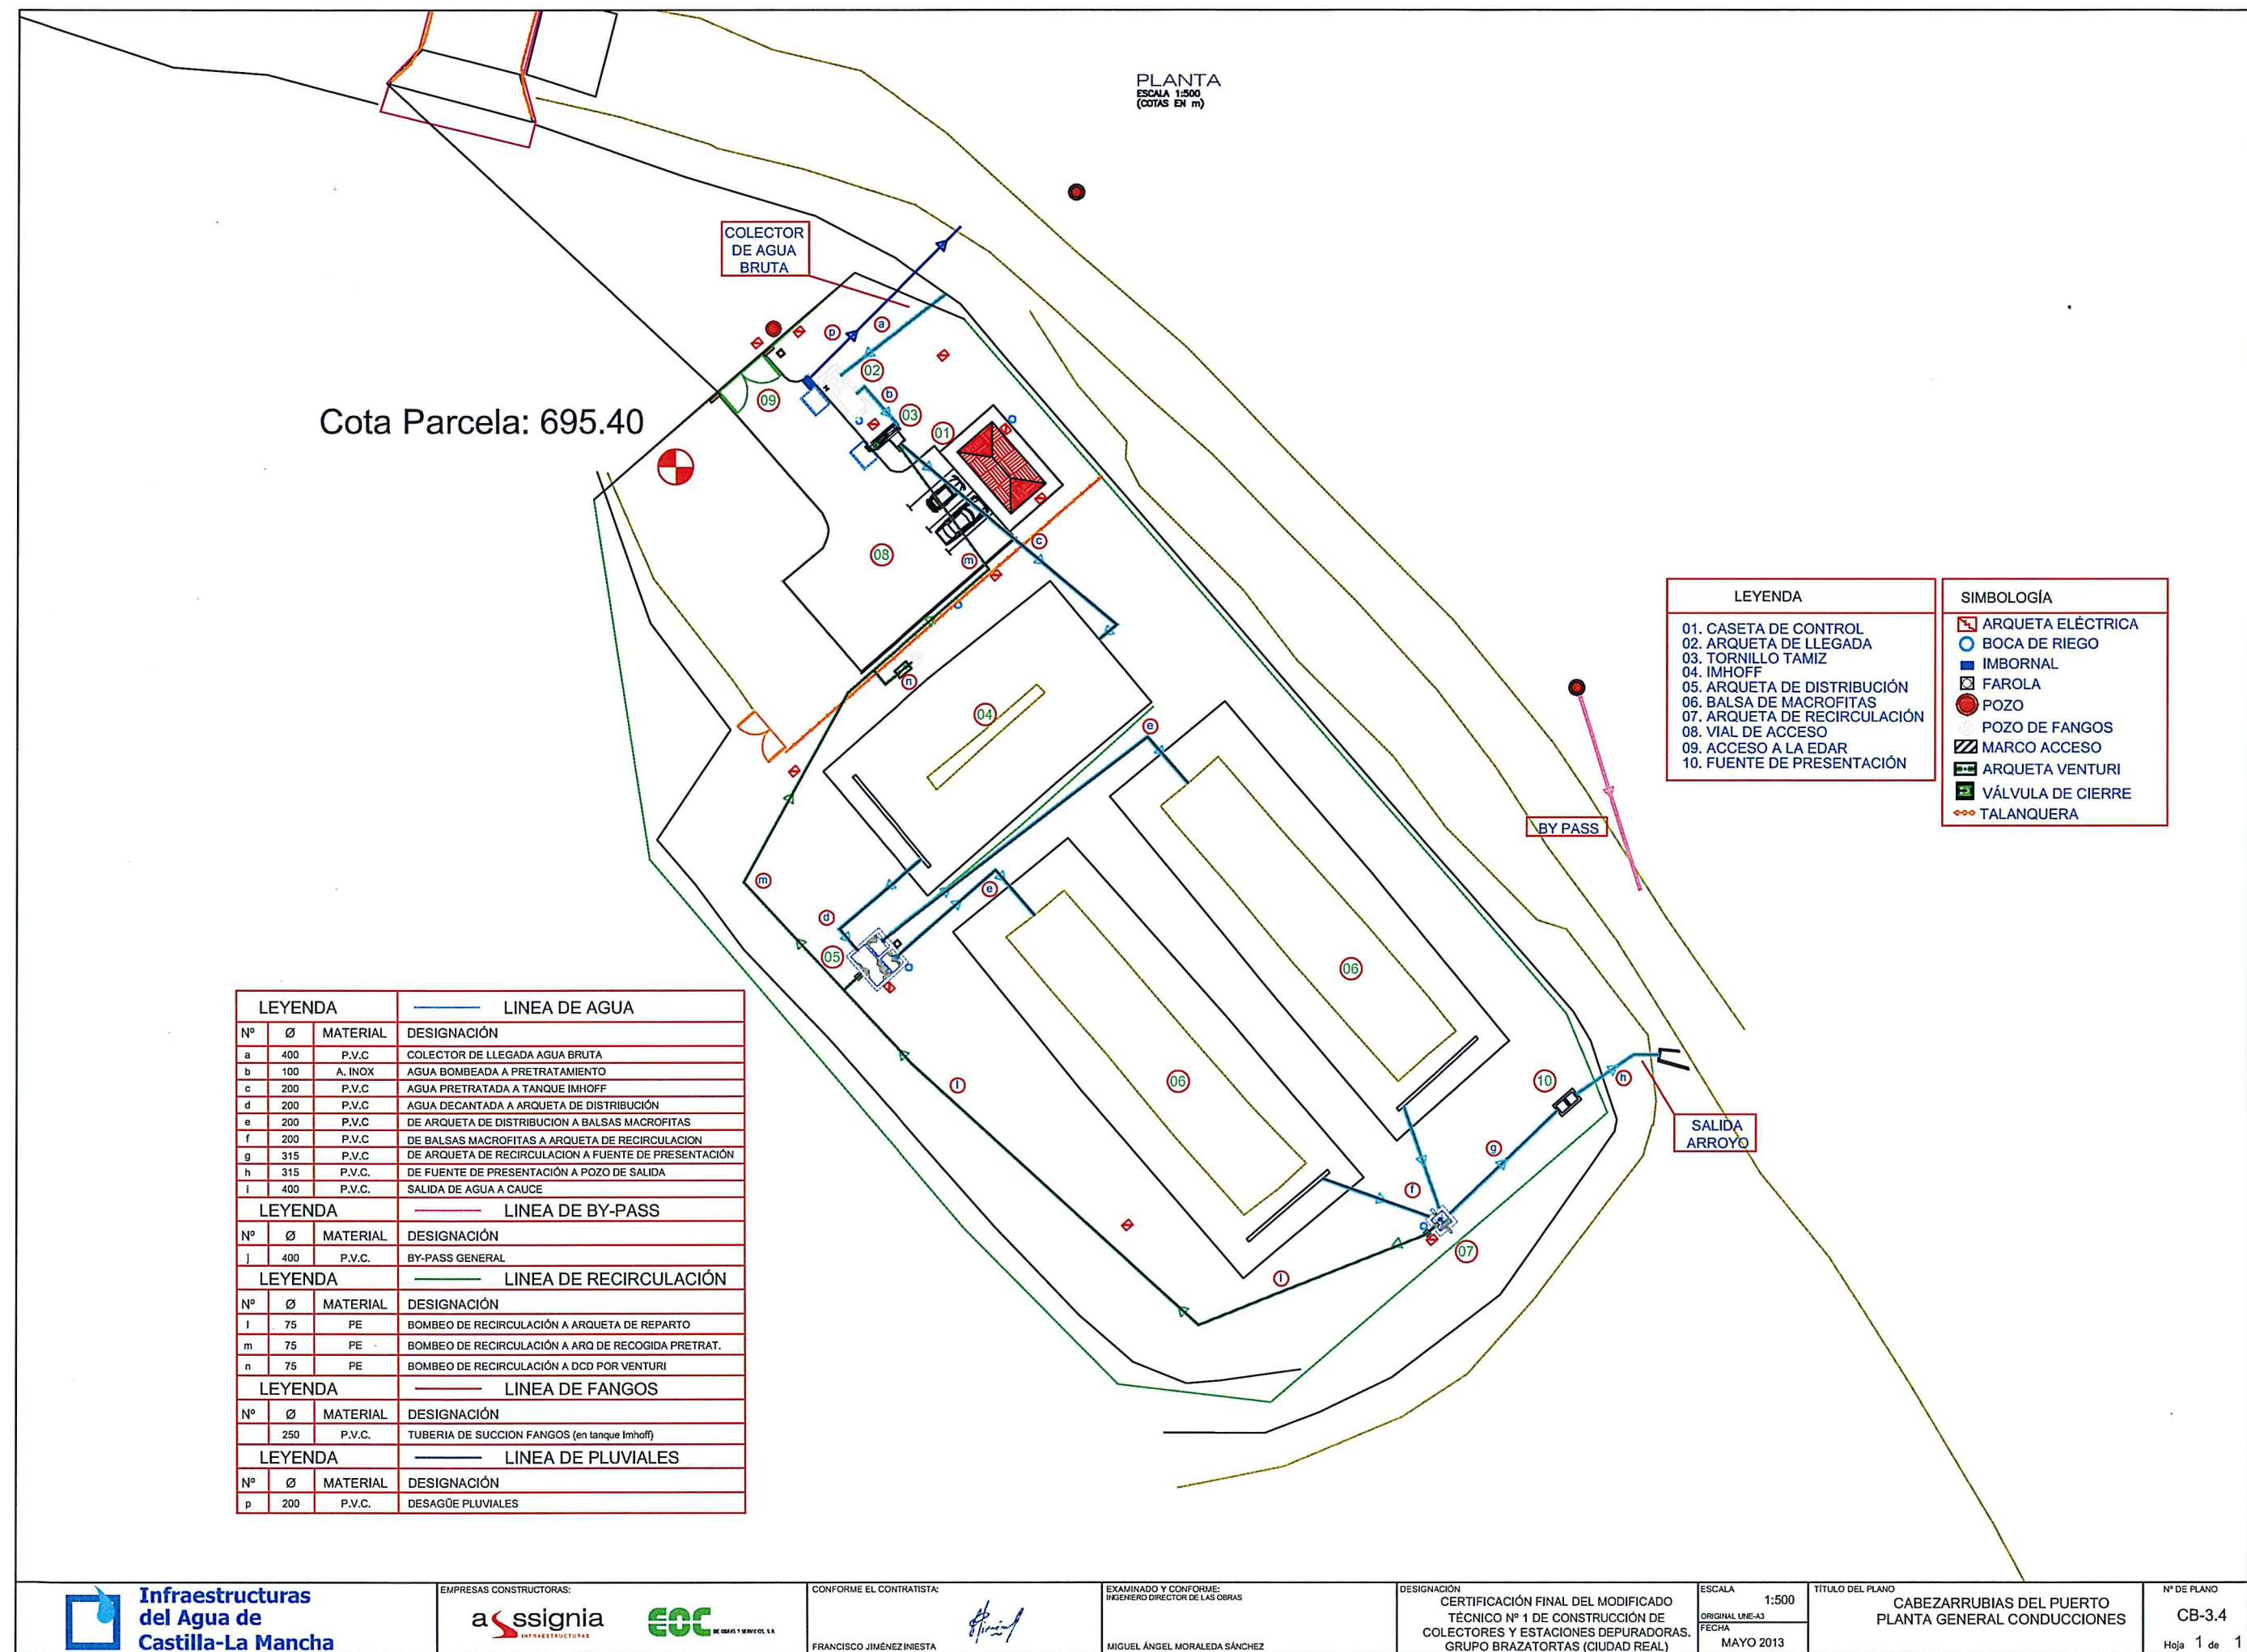 PLANTA
ESCALA 1:500
(COTAS EN m)
COLECTOR
DE AGUA
BRUTA
p
a
02
b
09
03
01
Cota Parcela: 695.40
08
c
m
n
04
e
m
e
d
05
06
06
l
10
h
g
f
07
l
BY PASS
SALIDA
ARROYO
LEYENDA
01. CASETA DE CONTROL
02. ARQUETA DE LLEGADA
03. TORNILLO TAMIZ
04. IMHOFF
05. ARQUETA DE DISTRIBUCIÓN
06. BALSA DE MACROFITAS
07. ARQUETA DE RECIRCULACIÓN
08. VIAL DE ACCESO
09. ACCESO A LA EDAR
10. FUENTE DE PRESENTACIÓN
SIMBOLOGÍA
ARQUETA ELÉCTRICA
BOCA DE RIEGO
IMBORNAL
FAROLA
POZO
POZO DE FANGOS
MARCO ACCESO
ARQUETA VENTURI
VÁLVULA DE CIERRE
TALANQUERA
LEYENDA LINEA DE AGUA
Nº Ø MATERIAL DESIGNACIÓN
a 400 P.V.C COLECTOR DE LLEGADA AGUA BRUTA
b 100 A. INOX AGUA BOMBEADA A PRETRATAMIENTO
c 200 P.V.C AGUA PRETRATADA A TANQUE IMHOFF
d 200 P.V.C AGUA DECANTADA A ARQUETA DE DISTRIBUCIÓN
e 200 P.V.C DE ARQUETA DE DISTRIBUCION A BALSAS MACROFITAS
f 200 P.V.C DE BALSAS MACROFITAS A ARQUETA DE RECIRCULACION
g 315 P.V.C DE ARQUETA DE RECIRCULACION A FUENTE DE PRESENTACIÓN
h 315 P.V.C. DE FUENTE DE PRESENTACIÓN A POZO DE SALIDA
i 400 P.V.C. SALIDA DE AGUA A CAUCE
LEYENDA LINEA DE BY-PASS
Nº Ø MATERIAL DESIGNACIÓN
j 400 P.V.C. BY-PASS GENERAL
LEYENDA LINEA DE RECIRCULACIÓN
Nº Ø MATERIAL DESIGNACIÓN
l 75 PE BOMBEO DE RECIRCULACIÓN A ARQUETA DE REPARTO
m 75 PE BOMBEO DE RECIRCULACIÓN A ARQ DE RECOGIDA PRETRAT.
n 75 PE BOMBEO DE RECIRCULACIÓN A DCD POR VENTURI
LEYENDA LINEA DE FANGOS
Nº Ø MATERIAL DESIGNACIÓN
250 P.V.C. TUBERIA DE SUCCION FANGOS (en tanque Imhoff)
LEYENDA LINEA DE PLUVIALES
Nº Ø MATERIAL DESIGNACIÓN
p 200 P.V.C. DESAGÜE PLUVIALES
Infraestructuras
del Agua de
Castilla-La Mancha
EMPRESAS CONSTRUCTORAS:
assignia
INFRAESTRUCTURAS
EOC
DE OBRAS Y SERVICIOS, S.A.
CONFORME EL CONTRATISTA:
FRANCISCO JIMÉNEZ INIESTA
EXAMINADO Y CONFORME:
INGENIERO DIRECTOR DE LAS OBRAS
MIGUEL ÁNGEL MORALEDA SÁNCHEZ
DESIGNACIÓN
CERTIFICACIÓN FINAL DEL MODIFICADO
TÉCNICO Nº 1 DE CONSTRUCCIÓN DE
COLECTORES Y ESTACIONES DEPURADORAS.
GRUPO BRAZATORTAS (CIUDAD REAL)
ESCALA
1:500
ORIGINAL UNE-A3
FECHA
MAYO 2013
TÍTULO DEL PLANO
CABEZARRUBIAS DEL PUERTO
PLANTA GENERAL CONDUCCIONES
Nº DE PLANO
CB-3.4
Hoja 1 de 1